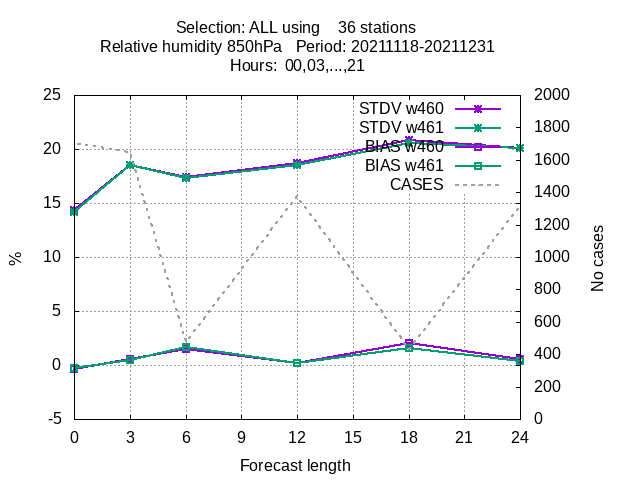 Selection: ALL using    36 stations
Relative humidity 850hPa   Period: 20211118-20211231
Hours:  00,03,...,21
25
20
15
10
5
0
-5
%
2000
1800
1600
1400
1200
1000
800
600
400
200
0
No cases
STDV w460
STDV w461
BIAS w460
BIAS w461
CASES
0 3 6 9 12 15 18 21 24
Forecast length